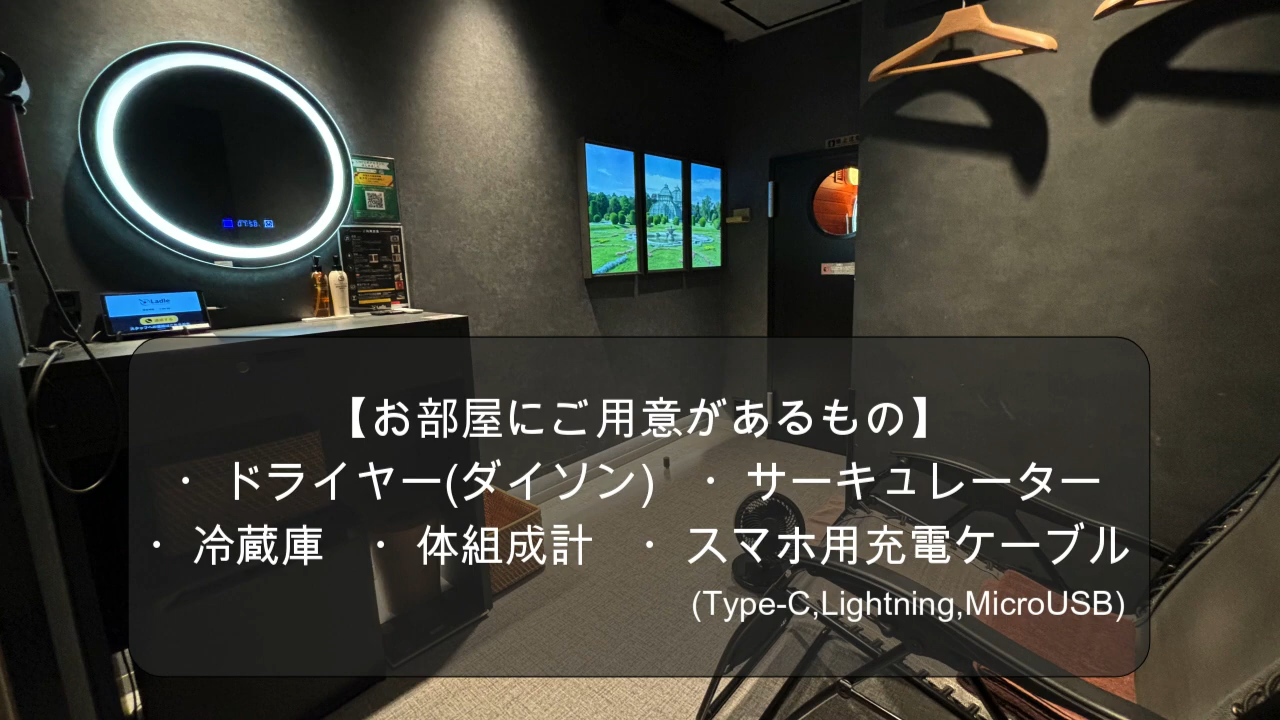 Ladle
【お部屋にご用意があるもの】
・ ドライヤー(ダイソン) ・ サーキュレーター
・ 冷蔵庫 ・ 体組成計 ・ スマホ用充電ケーブル
(Type-C,Lightning,MicroUSB)